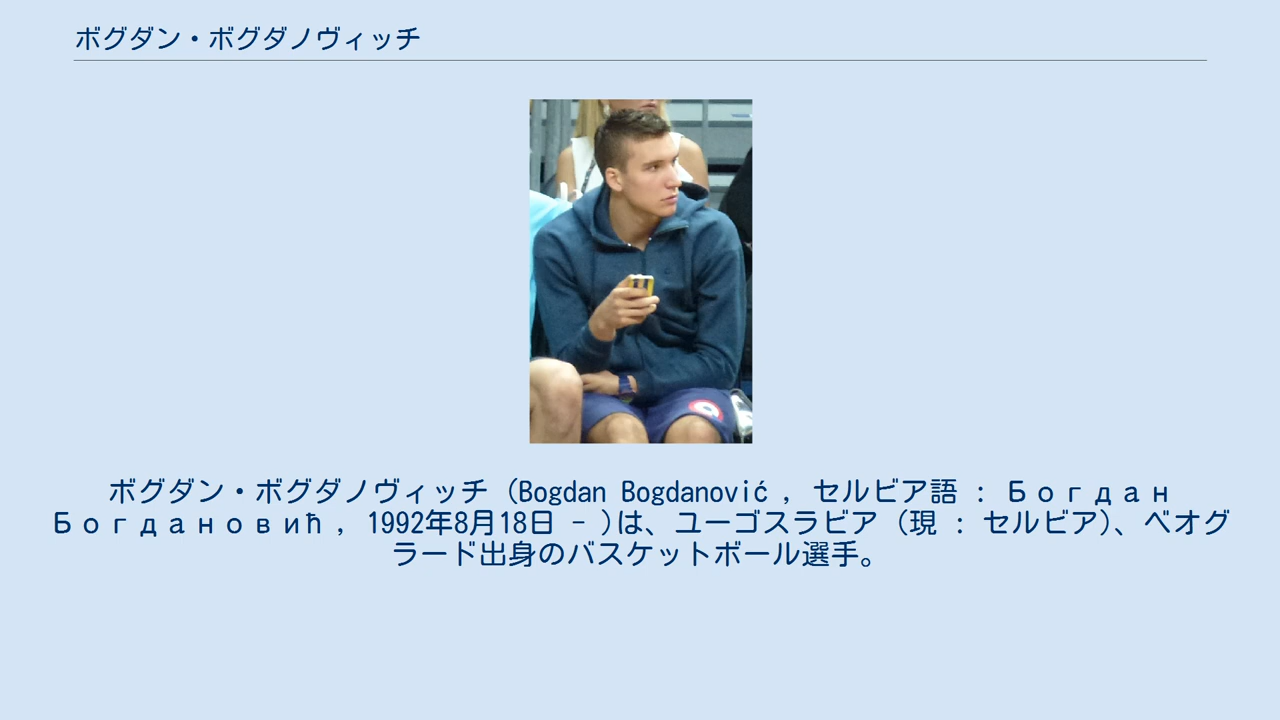 ボグダン・ボグダノヴィッチ
ボグダン・ボグダノヴィッチ (Bogdan Bogdanović , セルビア語 : Богдан
Богдановић , 1992年8月18日 - )は、ユーゴスラビア (現 : セルビア)、ベオグ
ラード出身のバスケットボール選手。